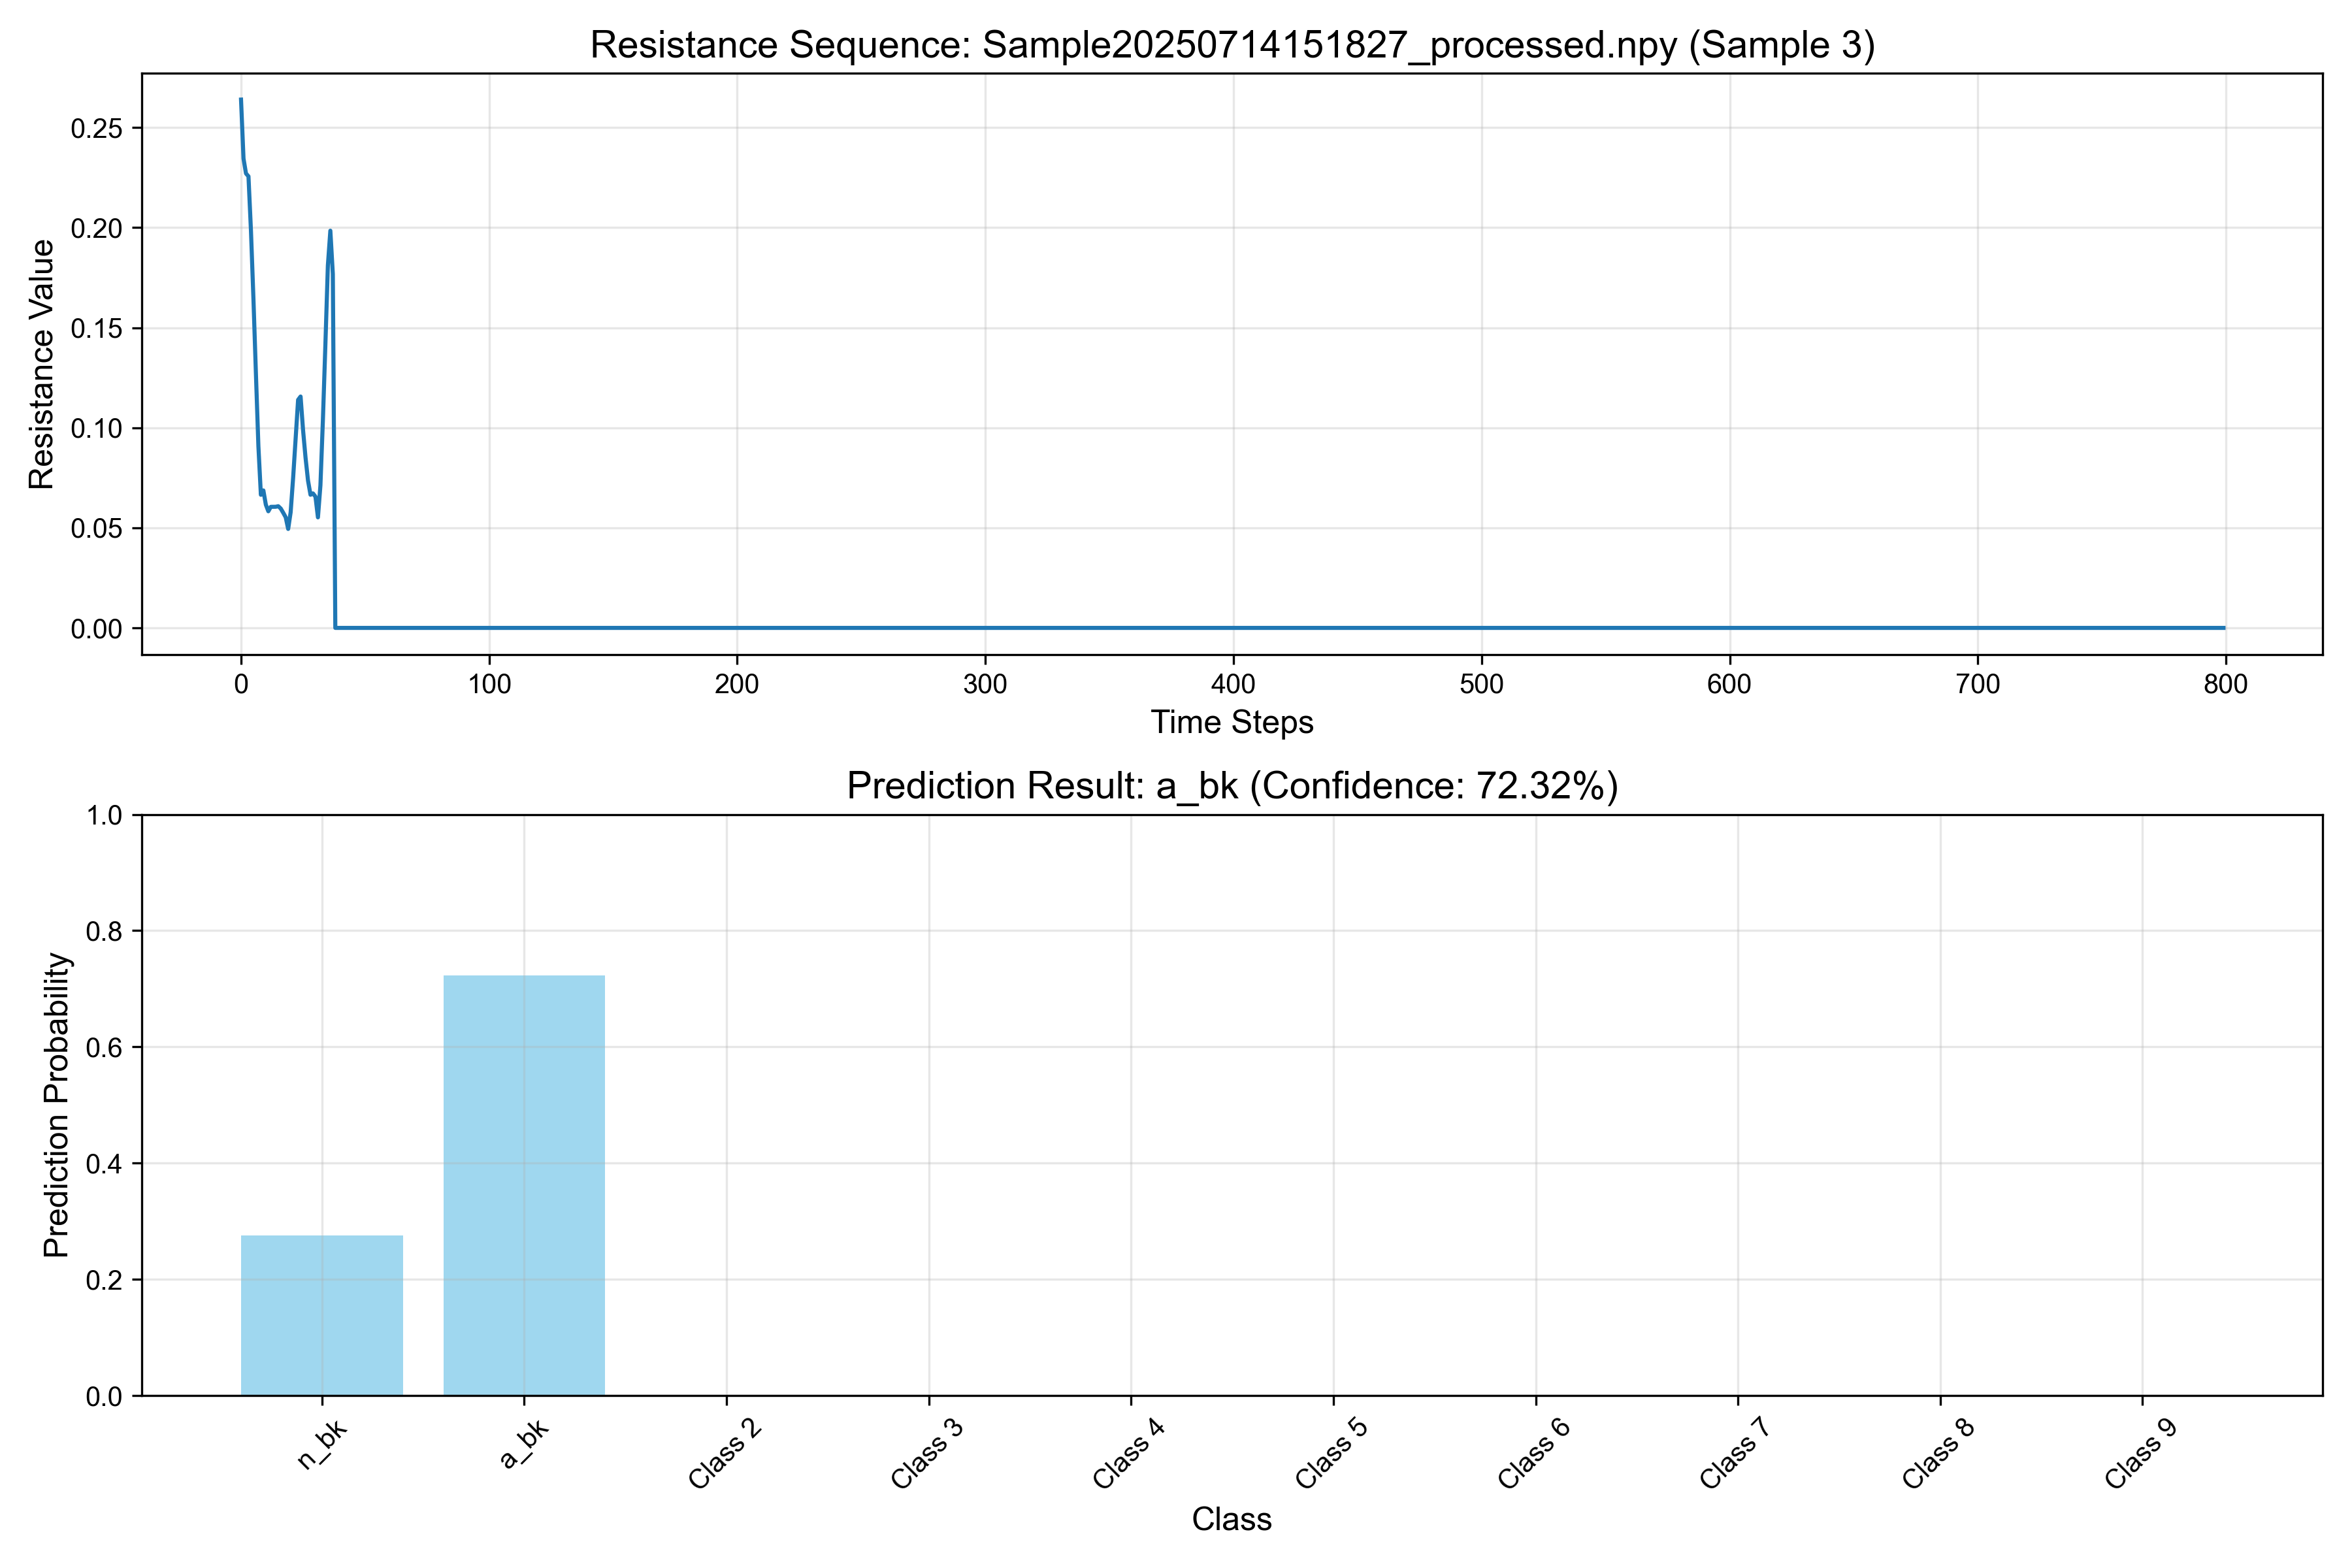 Resistance Sequence: Sample20250714151827_processed.npy (Sample 3)
Resistance Value
0.25
0.20
0.15
0.10
0.05
0.00
0 100 200 300 400 500 600 700 800
Time Steps
Prediction Result: a_bk (Confidence: 72.32%)
Prediction Probability
1.0
0.8
0.6
0.4
0.2
0.0
n_bk a_bk Class 2 Class 3 Class 4 Class 5 Class 6 Class 7 Class 8 Class 9
Class